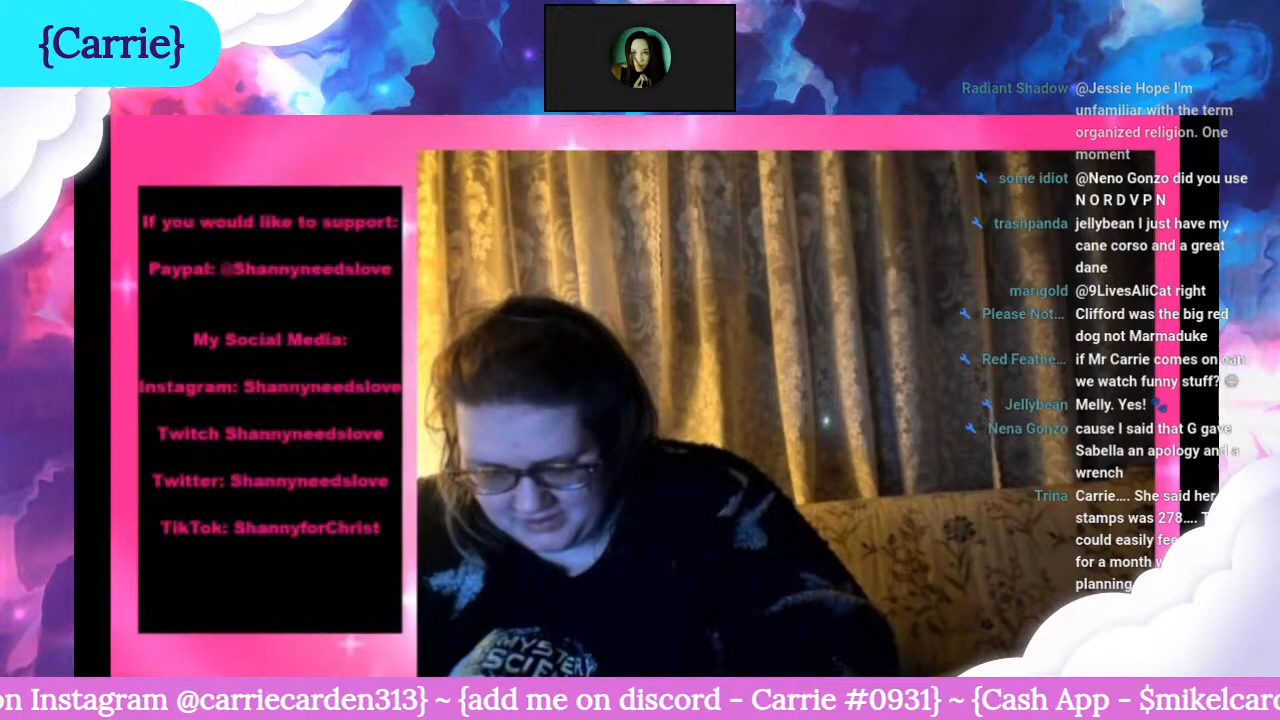 {Carrie}
If you would like to support:
Paypal: @Shannyneedslove
My Social Media:
Instagram: Shannyneedslove
Twitch Shannyneedslove
Twitter: Shannyneedslove
TikTok: ShannyforChrist
MYSTERY
SCIE
Radiant Shadow @Jessie Hope I'm
unfamiliar with the term
organized religion. One
moment
some idiot @Neno Gonzo did you use
N O R D V P N
trashpanda jellybean I just have my
cane corso and a great
dane
marigold @9LivesAliCat right
Please Not... Clifford was the big red
dog not Marmaduke
Red Feathe... if Mr Carrie comes on can
we watch funny stuff?
Jellybean Melly. Yes!
Nena Gonzo cause I said that G gave
Sabella an apology and a
wrench
Trina Carrie.... She said her
stamps was 278....
could easily
for a month
planning
on Instagram @carriecarden313} ~ {add me on discord - Carrie #0931} ~ {Cash App - $mikelcard